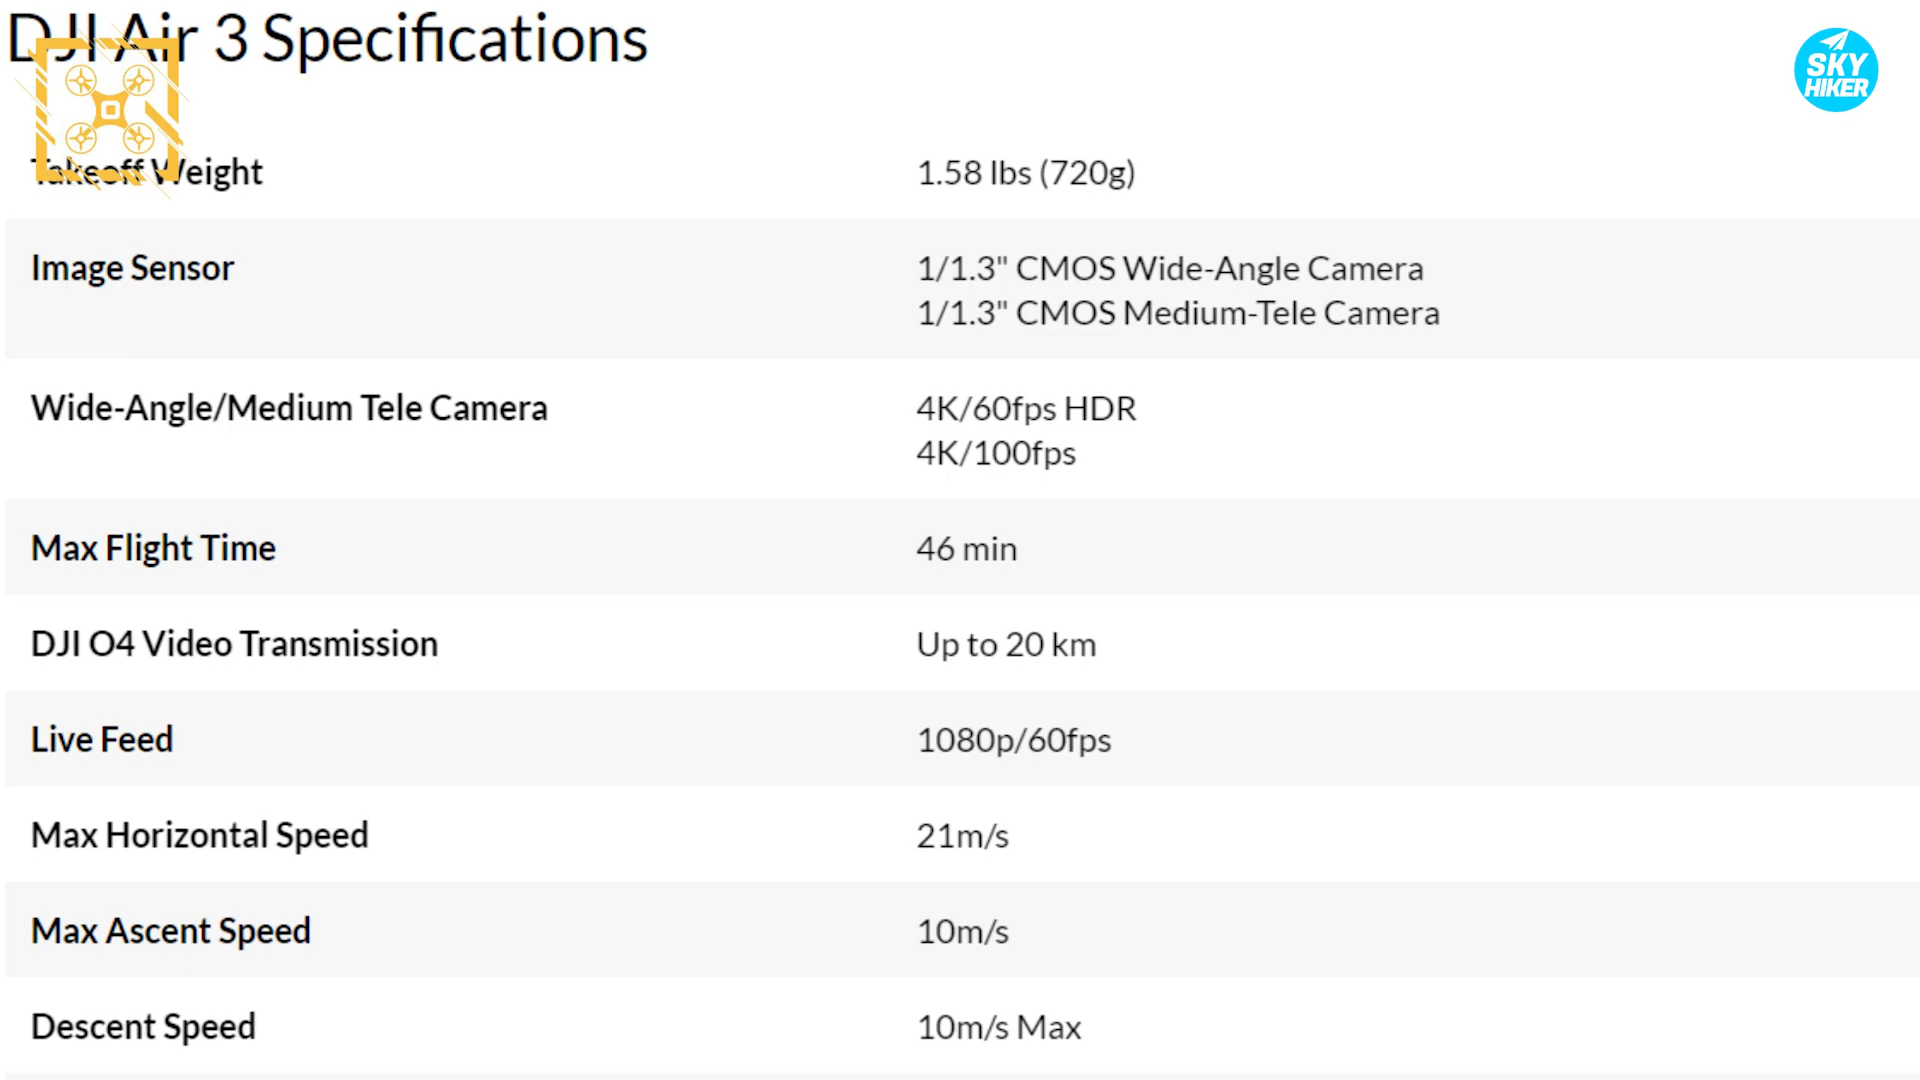 DJI Air 3 Specifications
SKY
HIKER
Takeoff Weight 1.58 lbs (720g)
Image Sensor 1/1.3" CMOS Wide-Angle Camera
1/1.3" CMOS Medium-Tele Camera
Wide-Angle/Medium Tele Camera 4K/60fps HDR
4K/100fps
Max Flight Time 46 min
DJI O4 Video Transmission Up to 20 km
Live Feed 1080p/60fps
Max Horizontal Speed 21m/s
Max Ascent Speed 10m/s
Descent Speed 10m/s Max